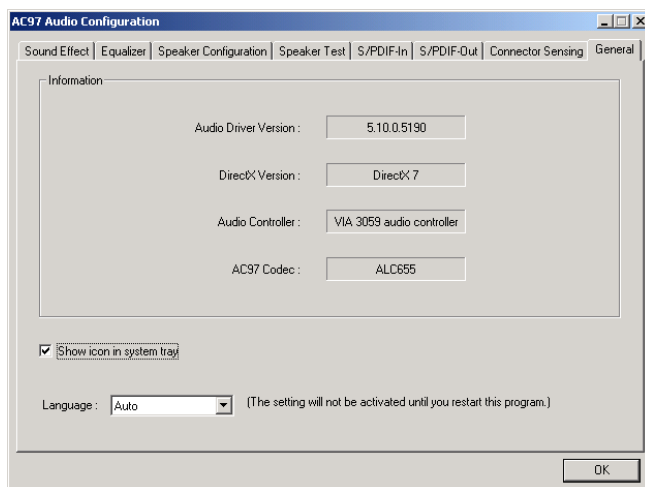 AC97 Audio Configuration
Sound Effect Equalizer Speaker Configuration Speaker Test S/PDIF-In S/PDIF-Out Connector Sensing General
Information
Audio Driver Version : 5.10.0.5190
DirectX Version : DirectX 7
Audio Controller : VIA 3059 audio controller
AC97 Codec : ALC655
Show icon in system tray
Language : Auto (The setting will not be activated until you restart this program.)
OK